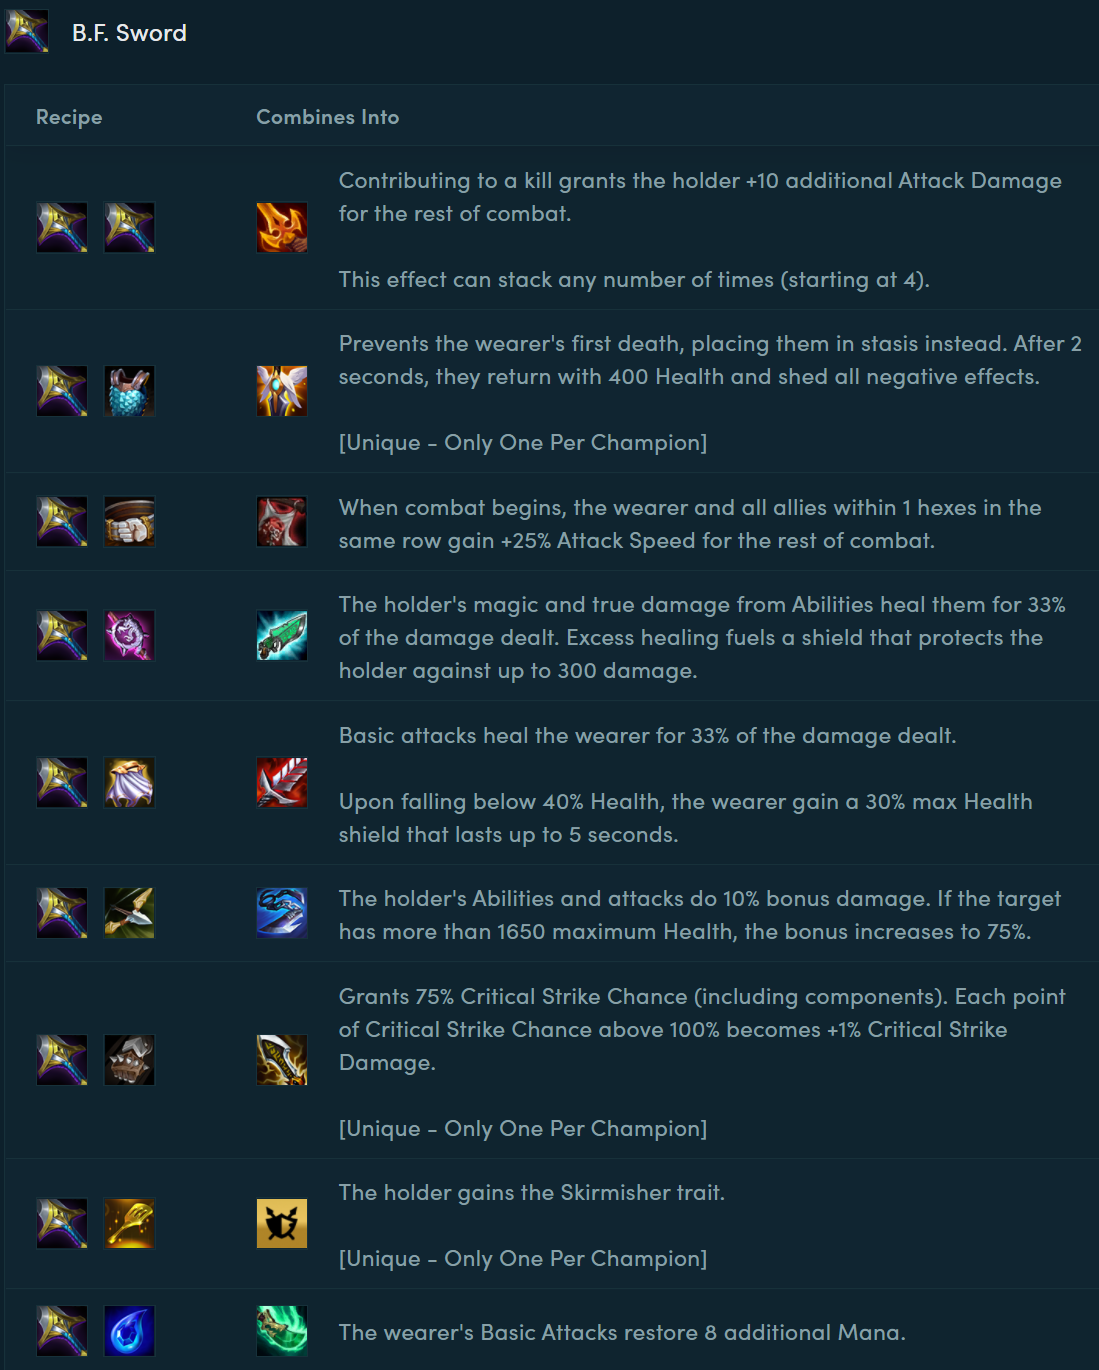 B.F. Sword
Recipe
Combines Into
Contributing to a kill grants the holder +10 additional Attack Damage
for the rest of combat.
This effect can stack any number of times (starting at 4).
Prevents the wearer's first death, placing them in stasis instead. After 2
seconds, they return with 400 Health and shed all negative effects.
[Unique - Only One Per Champion]
When combat begins, the wearer and all allies within 1 hexes in the
same row gain +25% Attack Speed for the rest of combat.
The holder's magic and true damage from Abilities heal them for 33%
of the damage dealt. Excess healing fuels a shield that protects the
holder against up to 300 damage.
Basic attacks heal the wearer for 33% of the damage dealt.
Upon falling below 40% Health, the wearer gain a 30% max Health
shield that lasts up to 5 seconds.
The holder's Abilities and attacks do 10% bonus damage. If the target
has more than 1650 maximum Health, the bonus increases to 75%.
Grants 75% Critical Strike Chance (including components). Each point
of Critical Strike Chance above 100% becomes +1% Critical Strike
Damage.
[Unique - Only One Per Champion]
The holder gains the Skirmisher trait.
[Unique - Only One Per Champion]
The wearer's Basic Attacks restore 8 additional Mana.